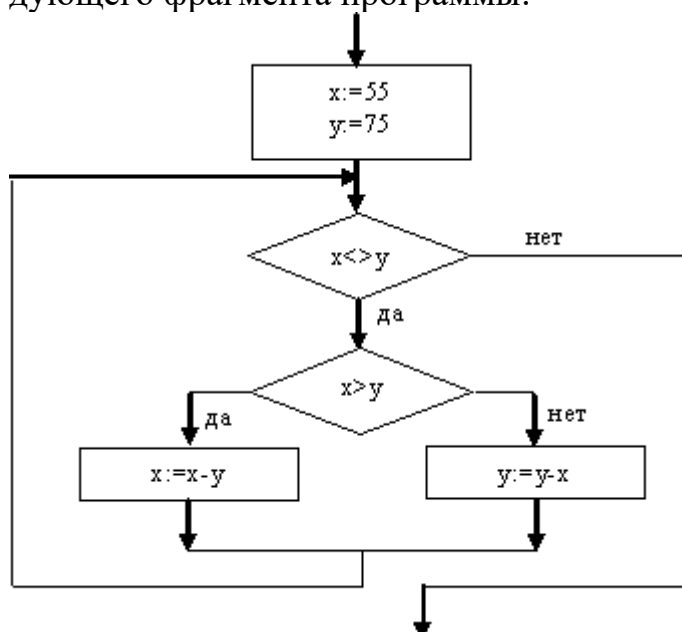 дующего фрагмента программы:
x:=55
y:=75
x<>y
нет
да
x>y
да
нет
x:=x-y
y:=y-x